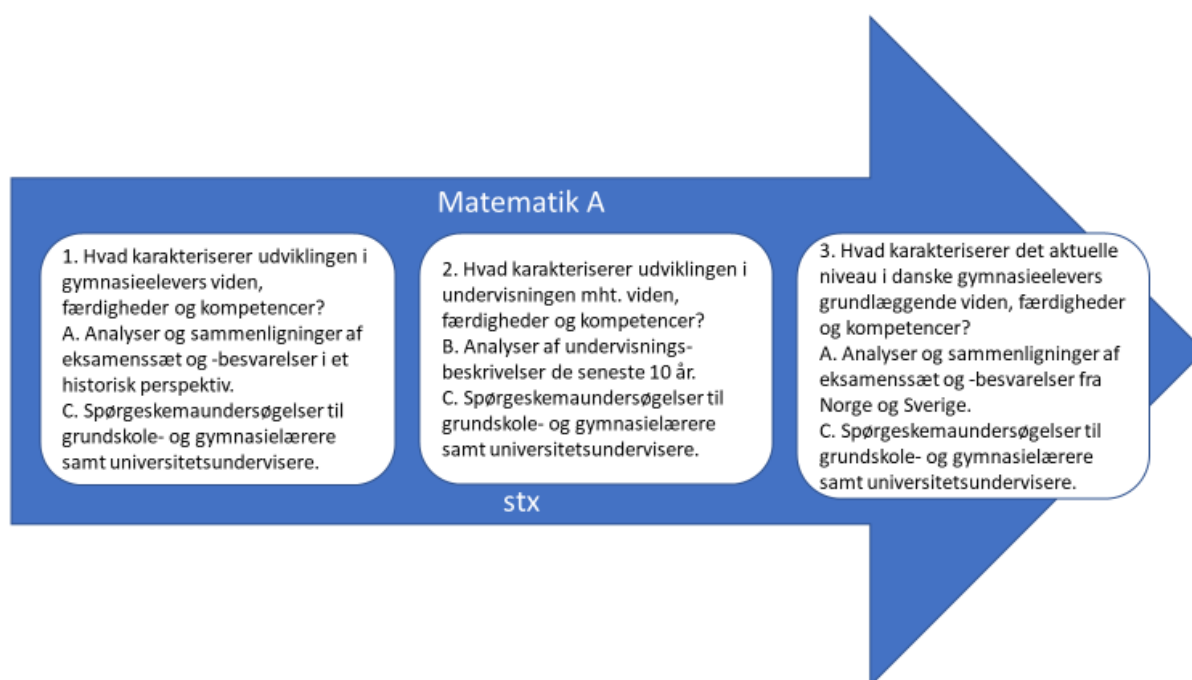 Matematik A
1. Hvad karakteriserer udviklingen i
gymnasieelevers viden,
færdigheder og kompetencer?
A. Analyser og sammenligninger af
eksamenssæt og -besvarelser i et
historisk perspektiv.
C. Spørgeskemaundersøgelser til
grundskole- og gymnasielærere
samt universitetsundervisere.
2. Hvad karakteriserer udviklingen i
undervisningen mht. viden,
færdigheder og kompetencer?
B. Analyser af undervisnings-
beskrivelser de seneste 10 år.
C. Spørgeskemaundersøgelser til
grundskole- og gymnasielærere
samt universitetsundervisere.
3. Hvad karakteriserer det aktuelle
niveau i danske gymnasieelevers
grundlæggende viden, færdigheder
og kompetencer?
A. Analyser og sammenligninger af
eksamenssæt og -besvarelser fra
Norge og Sverige.
C. Spørgeskemaundersøgelser til
grundskole- og gymnasielærere
samt universitetsundervisere.
stx